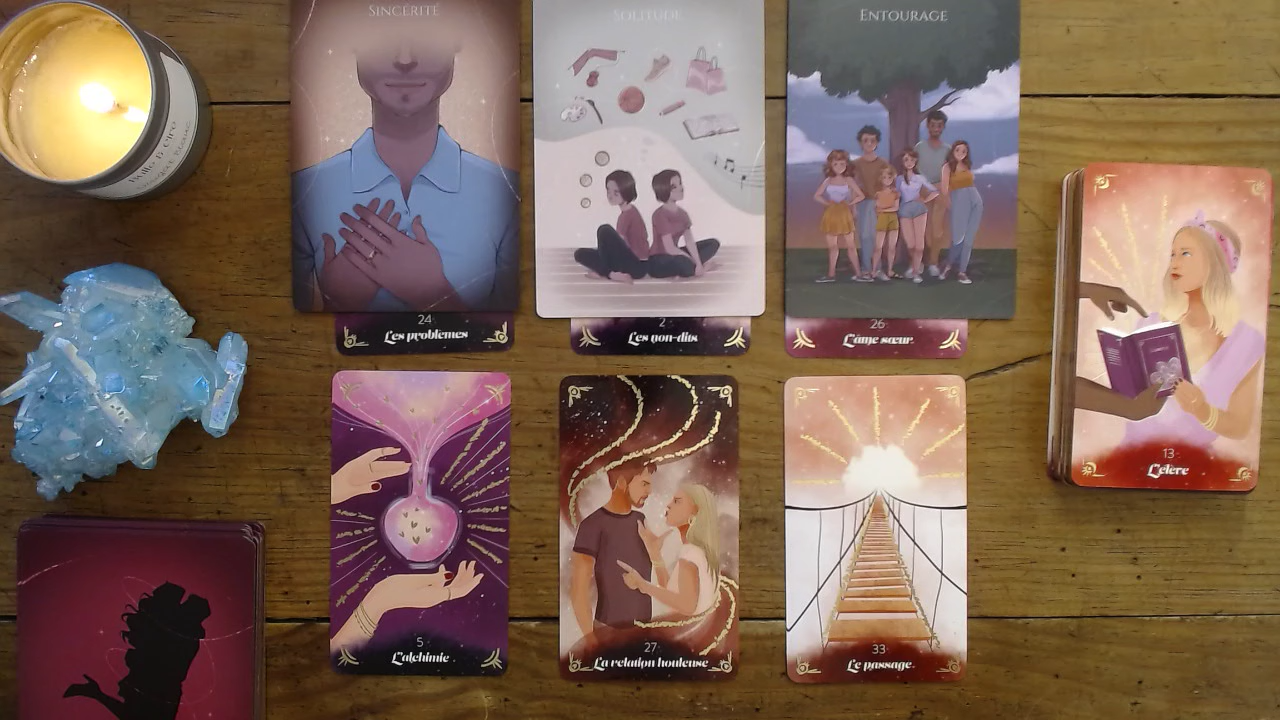 SINCÉRITÉ
SOLITUDE
ENTOURAGE
24
Les problèmes
2
Les non-dits
26
L'âme sœur
13
L'élève
5
L'alchimie
27
La relation houleuse
33
Le passage